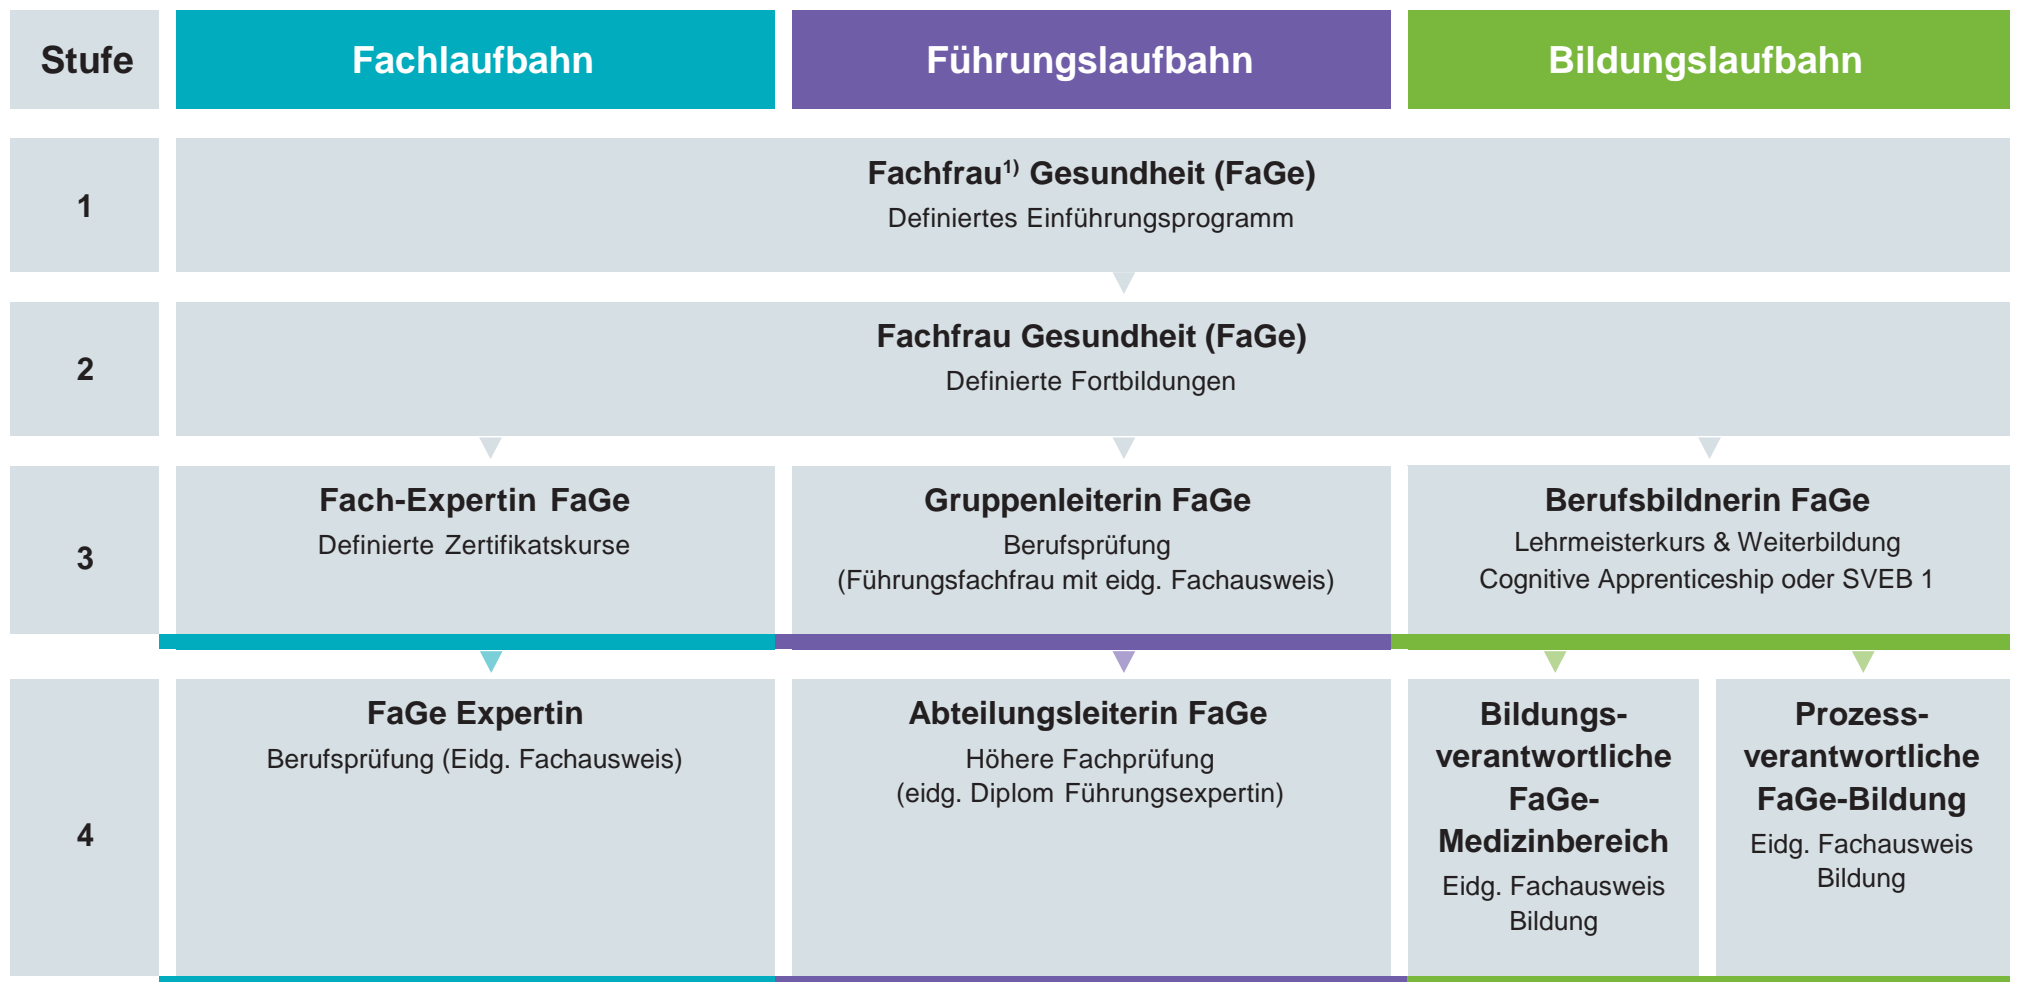 Stufe
Fachlaufbahn
Führungslaufbahn
Bildungslaufbahn
1
Fachfrau1) Gesundheit (FaGe)
Definiertes Einführungsprogramm
2
Fachfrau Gesundheit (FaGe)
Definierte Fortbildungen
3
Fach-Expertin FaGe
Definierte Zertifikatskurse
Gruppenleiterin FaGe
Berufsprüfung
(Führungsfachfrau mit eidg. Fachausweis)
Berufsbildnerin FaGe
Lehrmeisterkurs & Weiterbildung
Cognitive Apprenticeship oder SVEB 1
4
FaGe Expertin
Berufsprüfung (Eidg. Fachausweis)
Abteilungsleiterin FaGe
Höhere Fachprüfung
(eidg. Diplom Führungsexpertin)
Bildungs-
verantwortliche
FaGe-
Medizinbereich
Eidg. Fachausweis
Bildung
Prozess-
verantwortliche
FaGe-Bildung
Eidg. Fachausweis
Bildung